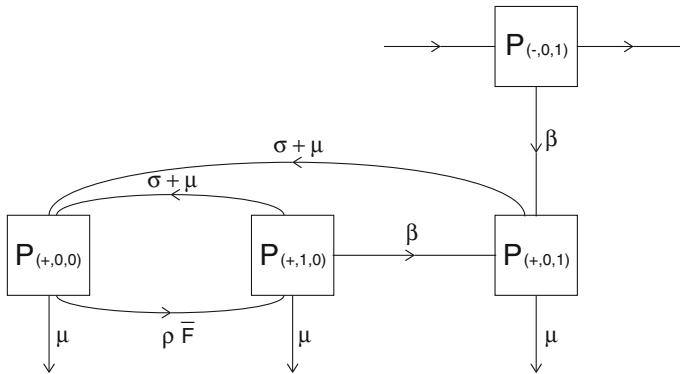 P(-,0,1)
β
σ + μ
σ + μ
P(+,0,0)
P(+,1,0)
β
P(+,0,1)
μ
ρ F̅
μ
μ